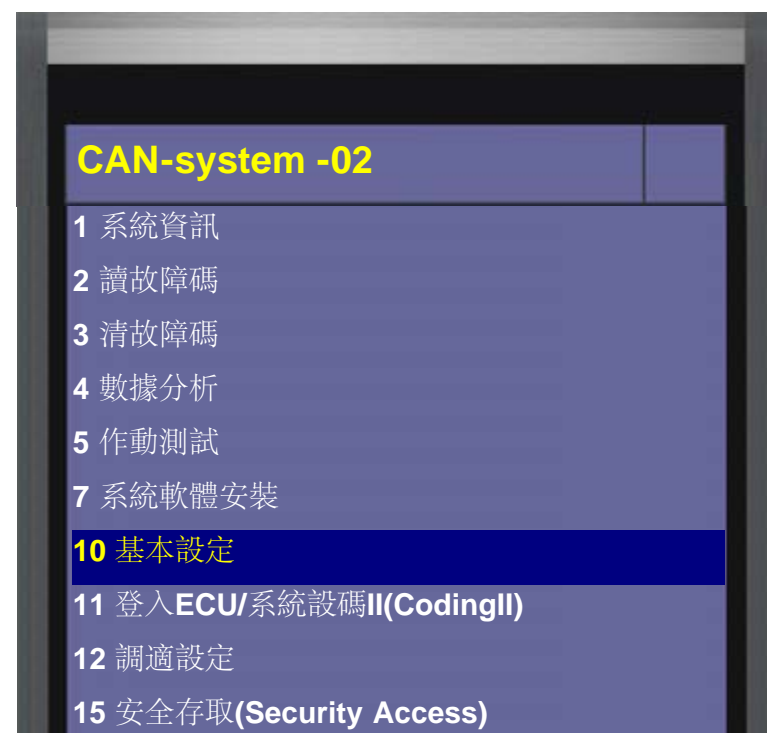 CAN-system -02
1 系統資訊
2 讀故障碼
3 清故障碼
4 數據分析
5 作動測試
7 系統軟體安裝
10 基本設定
11 登入ECU/系統設碼II(CodingII)
12 調適設定
15 安全存取(Security Access)